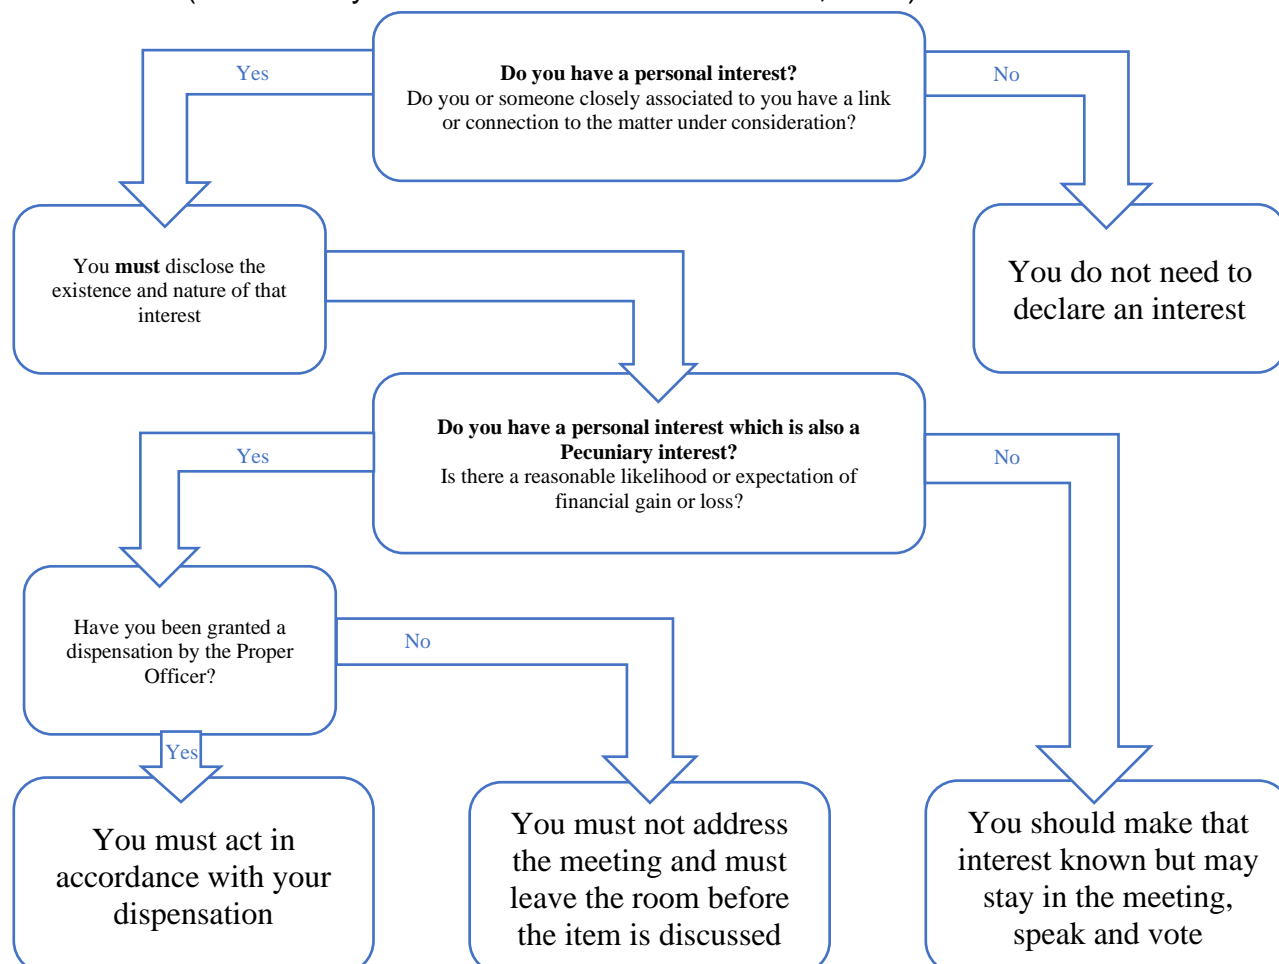 Do you have a personal interest?
Yes
No
Do you or someone closely associated to you have a link
or connection to the matter under consideration?
You must disclose the
existence and nature of that
interest
You do not need to
declare an interest
Do you have a personal interest which is also a
Pecuniary interest?
Yes
No
Is there a reasonable likelihood or expectation of
financial gain or loss?
Have you been granted a
dispensation by the Proper
Officer?
No
Yes
You must act in
accordance with your
dispensation
You must not address
the meeting and must
leave the room before
the item is discussed
You should make that
interest known but may
stay in the meeting,
speak and vote